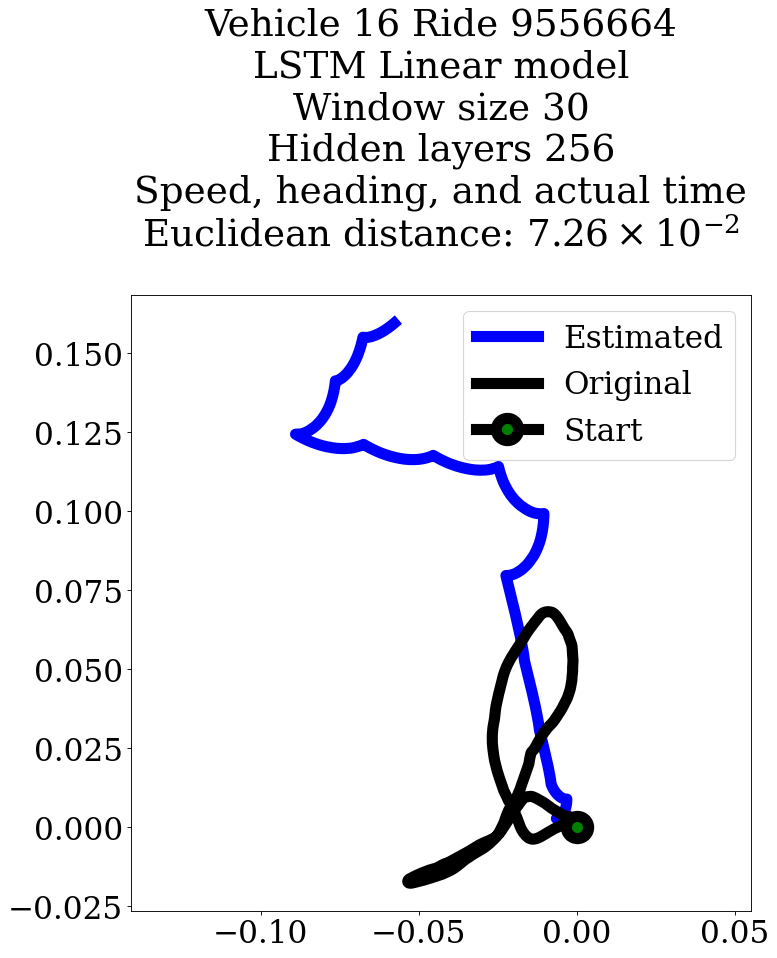 Vehicle 16 Ride 9556664
LSTM Linear model
Window size 30
Hidden layers 256
Speed, heading, and actual time
Euclidean distance: 7.26 × 10⁻²
Estimated
Original
Start
0.150
0.125
0.100
0.075
0.050
0.025
0.000
−0.025
−0.10
−0.05
0.00
0.05